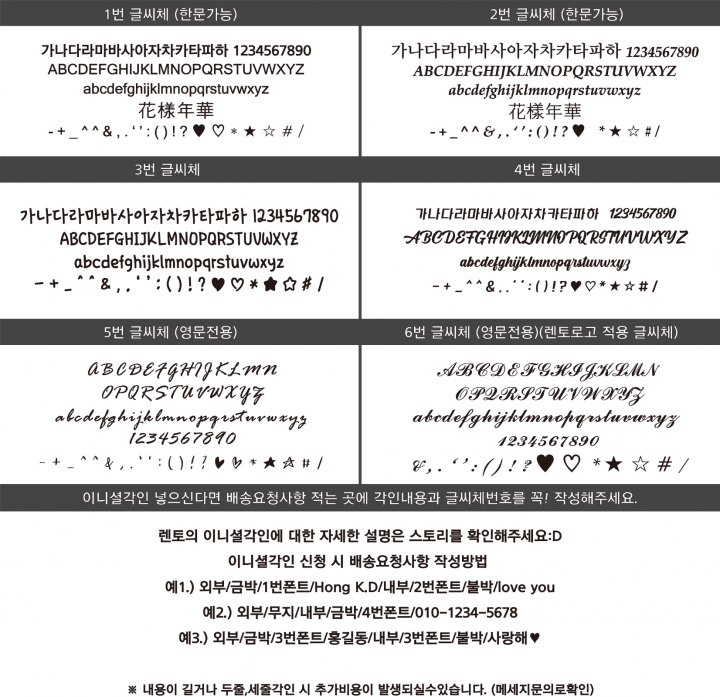 1번 글씨체 (한문가능)
가나다라마바사아자차카타파하 1234567890
ABCDEFGHIJKLMNOPQRSTUVWXYZ
abcdefghijklmnopqrstuvwxyz
花樣年華
- + _ ^ ^ & , . ‘ ’ : ( ) ! ? ♥ ♡ * ★ ☆ # /
2번 글씨체 (한문가능)
가나다라마바사아자차카타파하 1234567890
ABCDEFGHIJKLMNOPQRSTUVWXYZ
abcdefghijklmnopqrstuvwxyz
花樣年華
- + _ ^ ^ & , . ‘ ’ : ( ) ! ? ♥ * ★ ☆ # /
3번 글씨체
가나다라마바사아자차카타파하 1234567890
ABCDEFGHIJKLMNOPQRSTUVWXYZ
abcdefghijklmnopqrstuvwxyz
- + _ ^ ^ & , . ‘ ’ : ( ) ! ? ♥ ♡ * ★ ☆ # /
4번 글씨체
가나다라마바사아자차카타파하 1234567890
ABCDEFGHIJKLMNOPQRSTUVWXYZ
abcdefghijklmnopqrstuvwxyz
- + _ ^ ^ & , . ‘ ’ : ( ) ! ? ♥ ♡ * ★ ☆ # /
5번 글씨체 (영문전용)
ABCDEFGHIJKLMN
OPQRSTUVWXYZ
abcdefghijklmnopqrstuvwxyz
1234567890
- + _ ^ ^ & , . ‘ ’ : ( ) ! ? ♥ ♡ * ★ ☆ # /
6번 글씨체 (영문전용)(렌토로고 적용 글씨체)
ABCDEFGHIJKLMN
OPQRSTUVWXYZ
abcdefghijklmnopqrstuvwxyz
1234567890
& , . ‘ ’ : ( ) ! ? ♥ ♡ * ★ ☆ # /
이니셜각인 넣으신다면 배송요청사항 적는 곳에 각인내용과 글씨체번호를 꼭! 작성해주세요.
렌토의 이니셜각인에 대한 자세한 설명은 스토리를 확인해주세요:D
이니셜각인 신청 시 배송요청사항 작성방법
예1.) 외부/금박/1번폰트/Hong K.D/내부/2번폰트/불박/love you
예2.) 외부/무지/내부/금박/4번폰트/010-1234-5678
예3.) 외부/금박/3번폰트/홍길동/내부/3번폰트/불박/사랑해♥
※ 내용이 길거나 두줄,세줄각인 시 추가비용이 발생되실수있습니다. (메세지문의로확인)